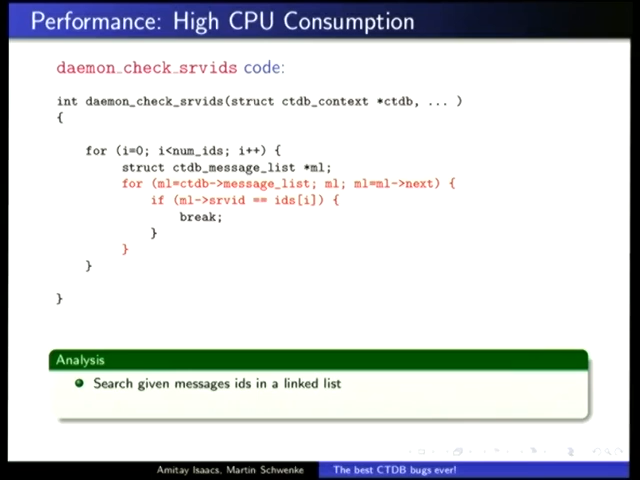 Performance: High CPU Consumption
daemon_check_srvids code:
int daemon_check_srvids(struct ctdb_context *ctdb, ... )
{
for (i=0; i<num_ids; i++) {
struct ctdb_message_list *ml;
for (ml=ctdb->message_list; ml; ml=ml->next) {
if (ml->srvid == ids[i]) {
break;
}
}
}
}
Analysis
Search given messages ids in a linked list
Amitay Isaacs, Martin Schwenke
The best CTDB bugs ever!